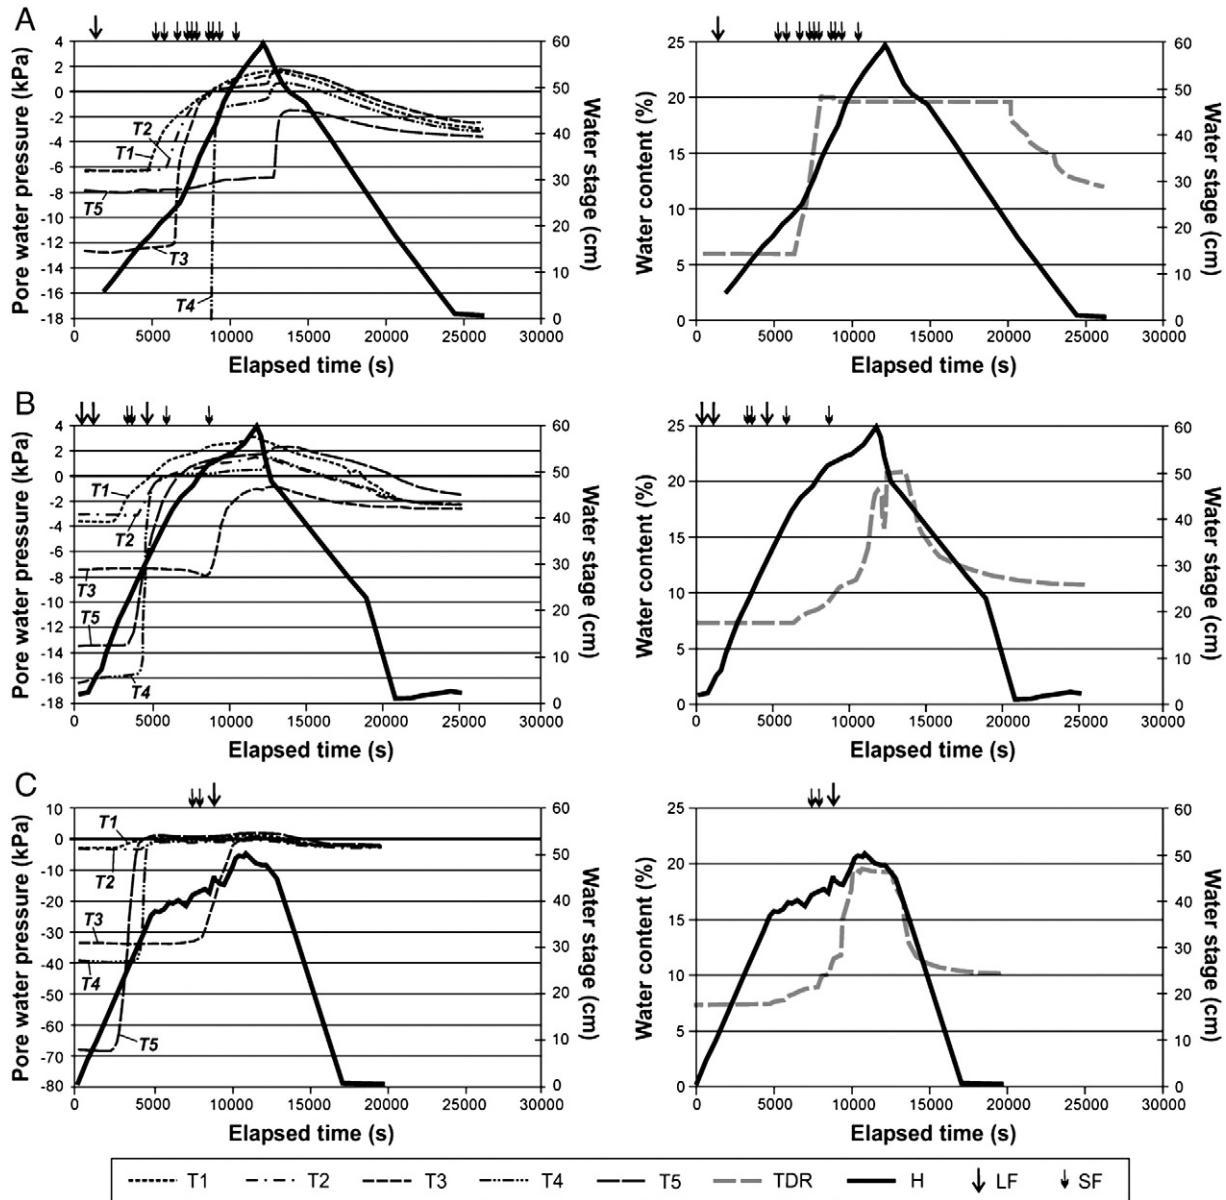 A
Pore water pressure (kPa)
4
2
0
-2
-4
-6
-8
-10
-12
-14
-16
-18
T2
T1
T5
T3
T4
60
50
40
30
20
10
0
Water stage (cm)
0 5000 10000 15000 20000 25000 30000
Elapsed time (s)
Water content (%)
25
20
15
10
5
0
60
50
40
30
20
10
0
Water stage (cm)
0 5000 10000 15000 20000 25000 30000
Elapsed time (s)
B
Pore water pressure (kPa)
4
2
0
-2
-4
-6
-8
-10
-12
-14
-16
-18
T1
T2
T3
T5
T4
60
50
40
30
20
10
0
Water stage (cm)
0 5000 10000 15000 20000 25000 30000
Elapsed time (s)
Water content (%)
25
20
15
10
5
0
60
50
40
30
20
10
0
Water stage (cm)
0 5000 10000 15000 20000 25000 30000
Elapsed time (s)
C
Pore water pressure (kPa)
10
0
-10
-20
-30
-40
-50
-60
-70
-80
T1
T2
T3
T4
T5
60
50
40
30
20
10
0
Water stage (cm)
0 5000 10000 15000 20000 25000 30000
Elapsed time (s)
Water content (%)
25
20
15
10
5
0
60
50
40
30
20
10
0
Water stage (cm)
0 5000 10000 15000 20000 25000 30000
Elapsed time (s)
T1 T2 T3 T4 T5 TDR H LF SF